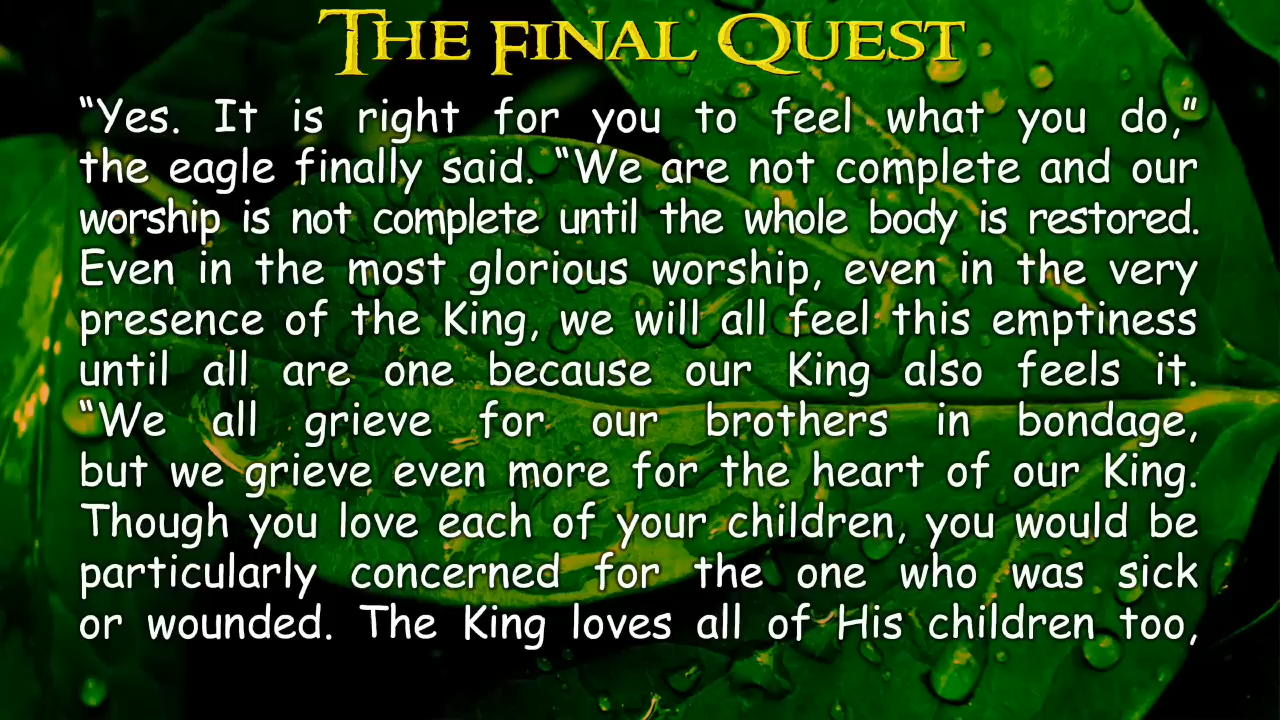 The Final Quest
“Yes. It is right for you to feel what you do,”
the eagle finally said. “We are not complete and our
worship is not complete until the whole body is restored.
Even in the most glorious worship, even in the very
presence of the King, we will all feel this emptiness
until all are one because our King also feels it.
“We all grieve for our brothers in bondage,
but we grieve even more for the heart of our King.
Though you love each of your children, you would be
particularly concerned for the one who was sick
or wounded. The King loves all of His children too,